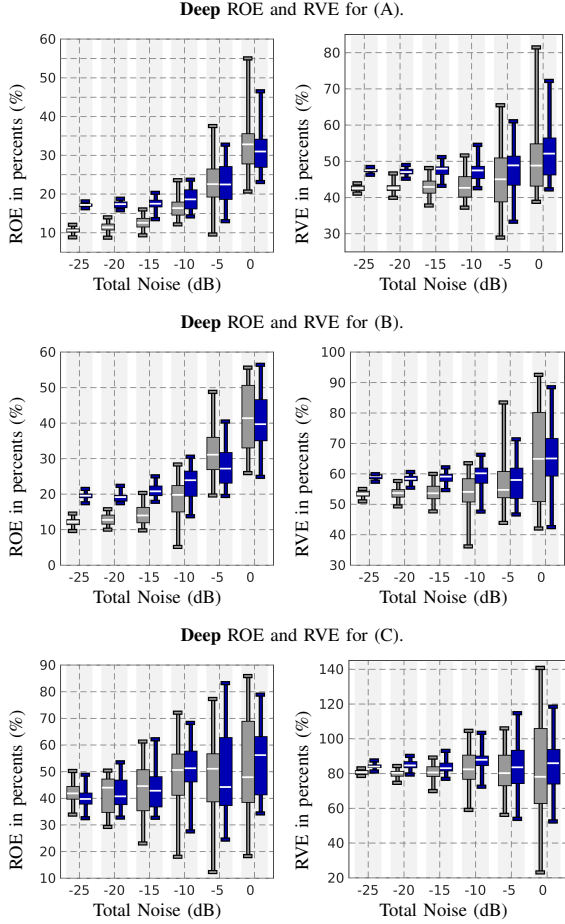 Deep ROE and RVE for (A).
ROE in percents (%)
60
50
40
30
20
10
-25 -20 -15 -10 -5 0
Total Noise (dB)
RVE in percents (%)
80
70
60
50
40
30
-25 -20 -15 -10 -5 0
Total Noise (dB)
Deep ROE and RVE for (B).
ROE in percents (%)
60
50
40
30
20
10
0
-25 -20 -15 -10 -5 0
Total Noise (dB)
RVE in percents (%)
100
90
80
70
60
50
40
30
-25 -20 -15 -10 -5 0
Total Noise (dB)
Deep ROE and RVE for (C).
ROE in percents (%)
90
80
70
60
50
40
30
20
10
-25 -20 -15 -10 -5 0
Total Noise (dB)
RVE in percents (%)
140
120
100
80
60
40
20
-25 -20 -15 -10 -5 0
Total Noise (dB)